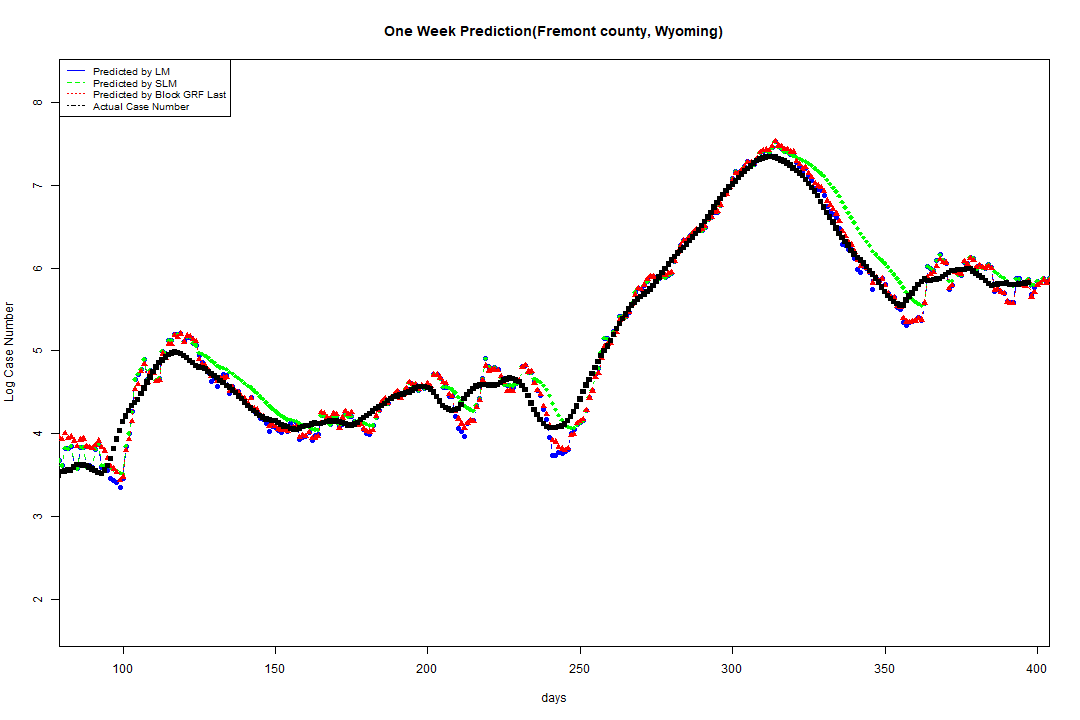 One Week Prediction(Fremont county, Wyoming)
Predicted by LM
Predicted by SLM
Predicted by Block GRF Last
Actual Case Number
8
7
6
5
4
3
2
Log Case Number
100 150 200 250 300 350 400
days